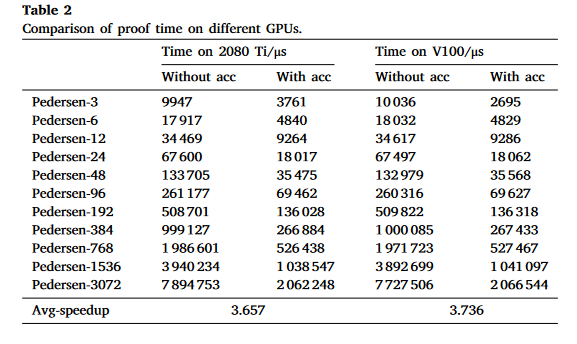 Table 2
Comparison of proof time on different GPUs.
Time on 2080 Ti/μs Time on V100/μs
Without acc With acc Without acc With acc
Pedersen-3 9947 3761 10 036 2695
Pedersen-6 17 917 4840 18 032 4829
Pedersen-12 34 469 9264 34 617 9286
Pedersen-24 67 600 18 017 67 497 18 062
Pedersen-48 133 705 35 475 132 979 35 568
Pedersen-96 261 177 69 462 260 316 69 627
Pedersen-192 508 701 136 028 509 822 136 318
Pedersen-384 999 127 266 884 1 000 085 267 433
Pedersen-768 1 986 601 526 438 1 971 723 527 467
Pedersen-1536 3 940 234 1 038 547 3 892 699 1 041 097
Pedersen-3072 7 894 753 2 062 248 7 727 506 2 066 544
Avg-speedup 3.657 3.736